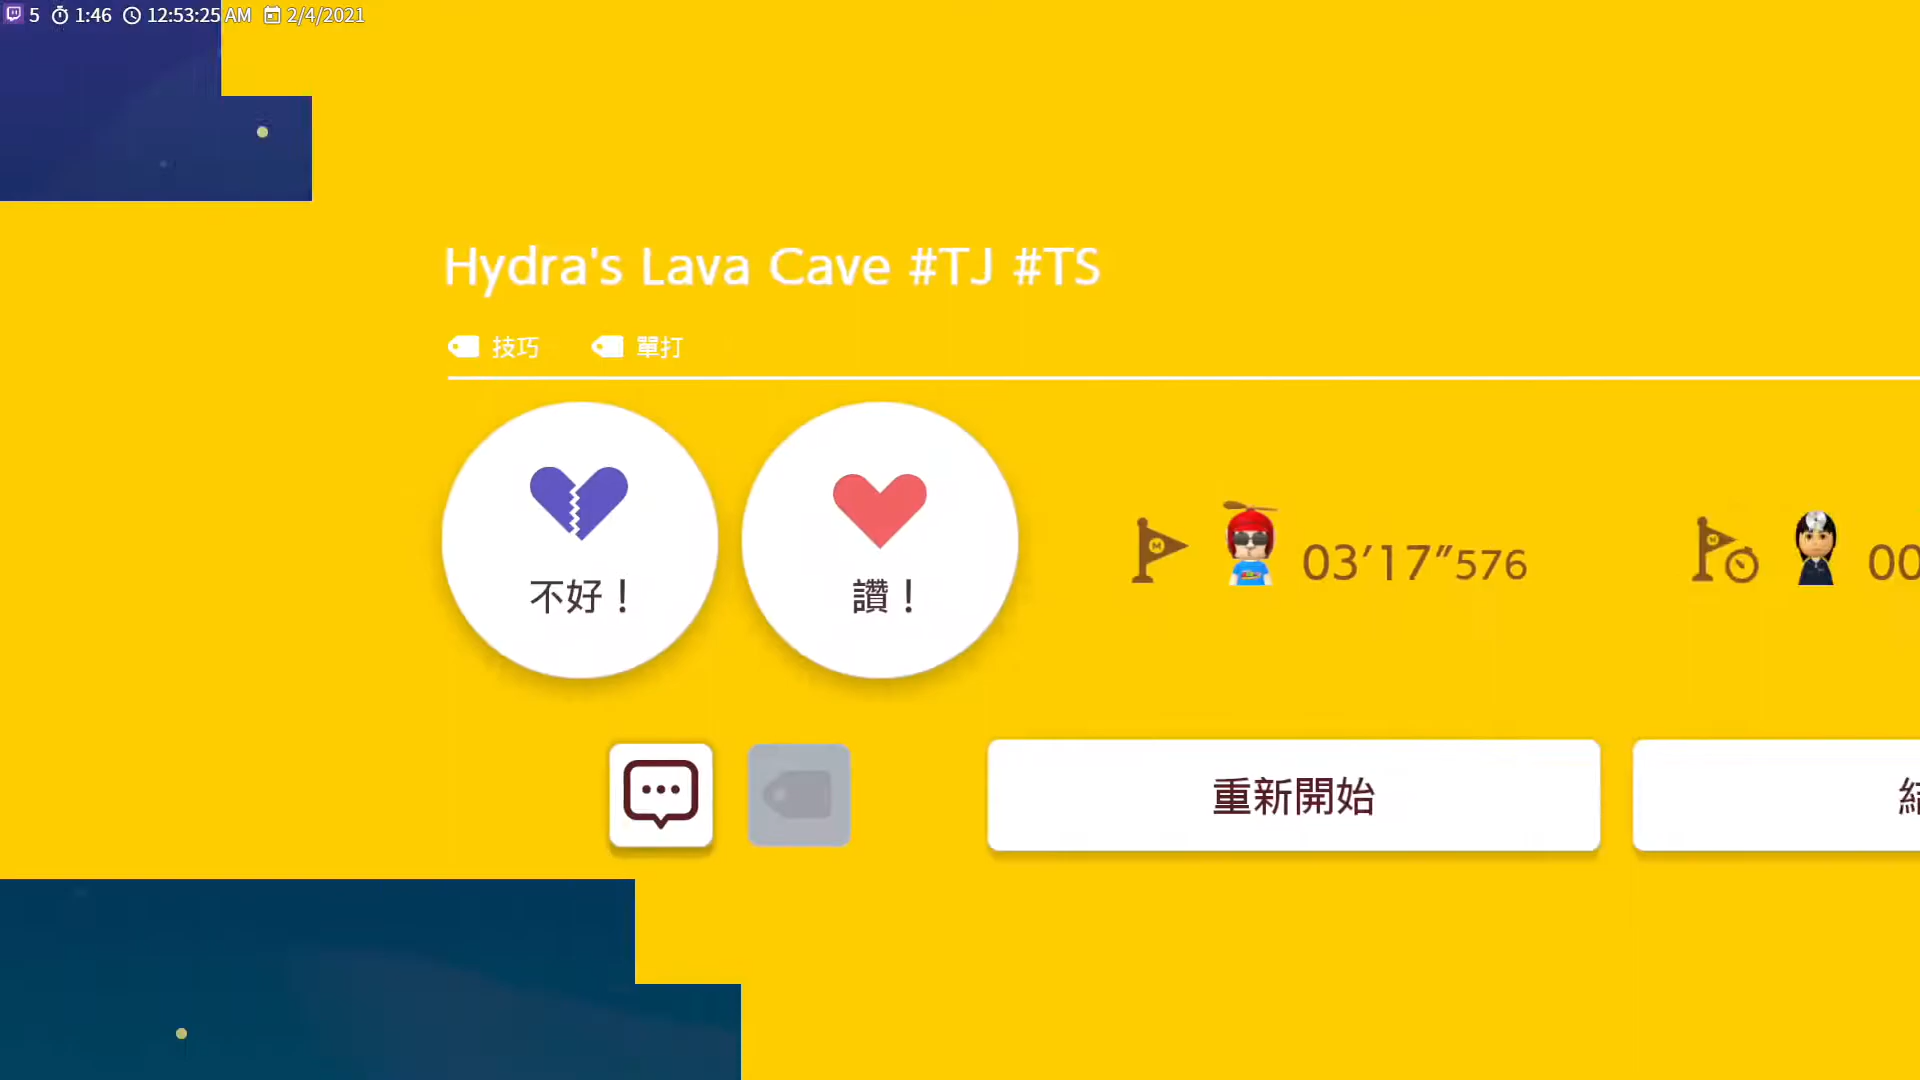 5 1:46 12:53:25 AM 2/4/2021
Hydra's Lava Cave #TJ #TS
技巧 單打
不好！ 讚！ 03′17″576 00
重新開始 結